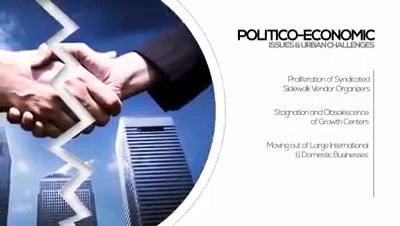 POLITICO-ECONOMIC
ISSUES & URBAN CHALLENGES
Proliferation of Syndicated
Sidewalk Vendor Organizers
Stagnation and Obsolescence
of Growth Centers
Moving out of Large International
& Domestic Businesses